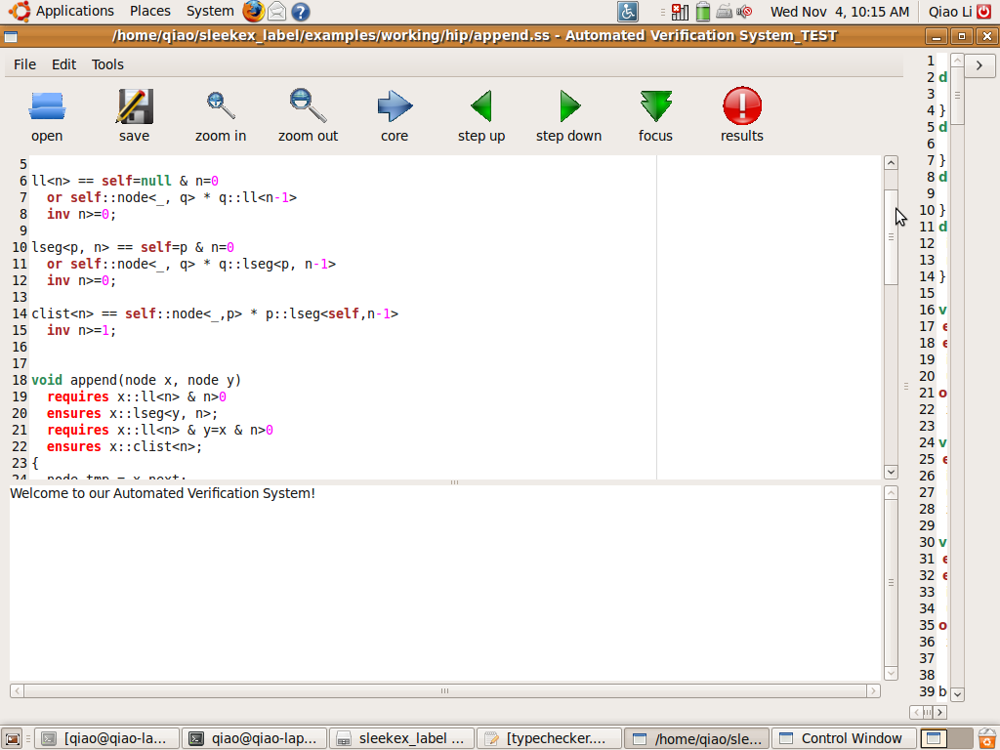 Applications Places System Wed Nov 4, 10:15 AM Qiao Li
/home/qiao/sleekex_label/examples/working/hip/append.ss - Automated Verification System_TEST
File Edit Tools
open save zoom in zoom out core step up step down focus results
5
6 ll<n> == self=null & n=0
7 or self::node<_, q> * q::ll<n-1>
8 inv n>=0;
9
10 lseg<p, n> == self=p & n=0
11 or self::node<_, q> * q::lseg<p, n-1>
12 inv n>=0;
13
14 clist<n> == self::node<_,p> * p::lseg<self,n-1>
15 inv n>=1;
16
17
18 void append(node x, node y)
19 requires x::ll<n> & n>0
20 ensures x::lseg<y, n>;
21 requires x::ll<n> & y=x & n>0
22 ensures x::clist<n>;
23 {
24 node tmp = x.next;
Welcome to our Automated Verification System!
1
2 d
3
4 }
5 d
6
7 }
8 d
9
10 }
11 d
12
13
14 }
15
16 v
17 e
18 e
19
20
21 o
22
23
24 v
25 e
26
27
28
29
30 v
31 e
32 e
33
34
35 o
36
37
38
39 b
[qiao@qiao-la... qiao@qiao-lap... sleekex_label ... [typechecker.... /home/qiao/sle... Control Window